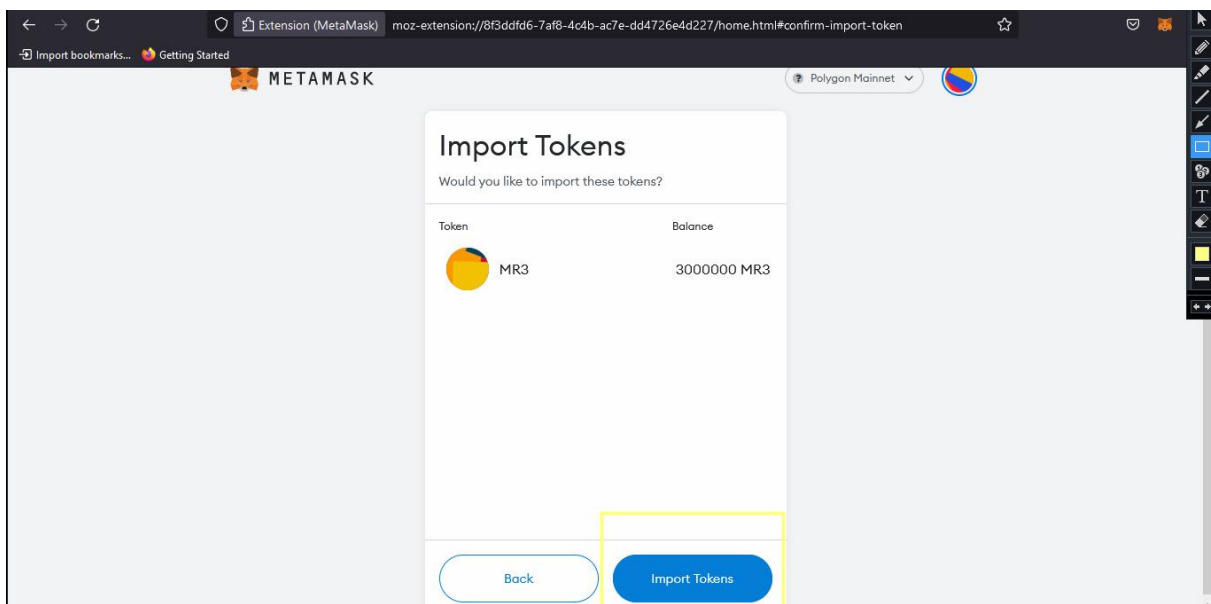 Extension (MetaMask) moz-extension://8f3ddfd6-7af8-4c4b-ac7e-dd4726e4d227/home.html#confirm-import-token
Import bookmarks... Getting Started
METAMASK
? Polygon Mainnet
Import Tokens
Would you like to import these tokens?
Token Balance
MR3 3000000 MR3
Back Import Tokens
T